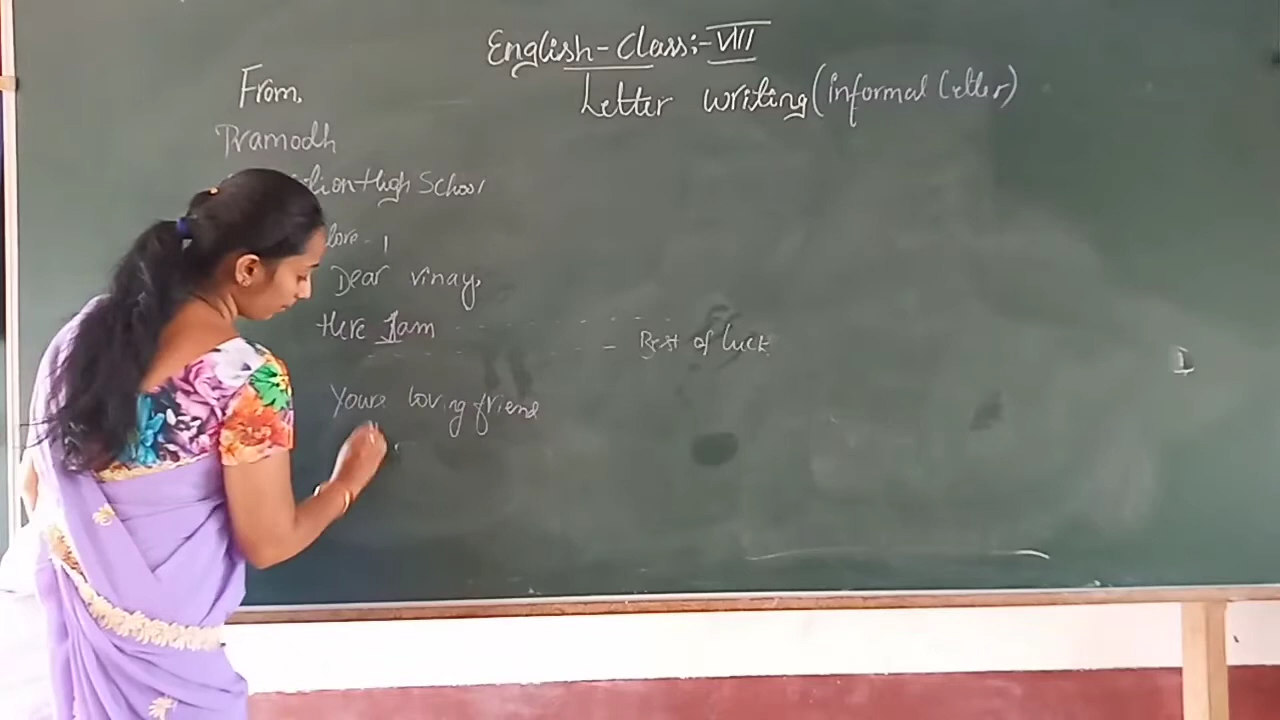 English-Class:-VIII
Letter writing (informal letter)
From,
Pramodh
High School
Dear vinay,
Here I am
- Best of luck.
I
Yours loving friend